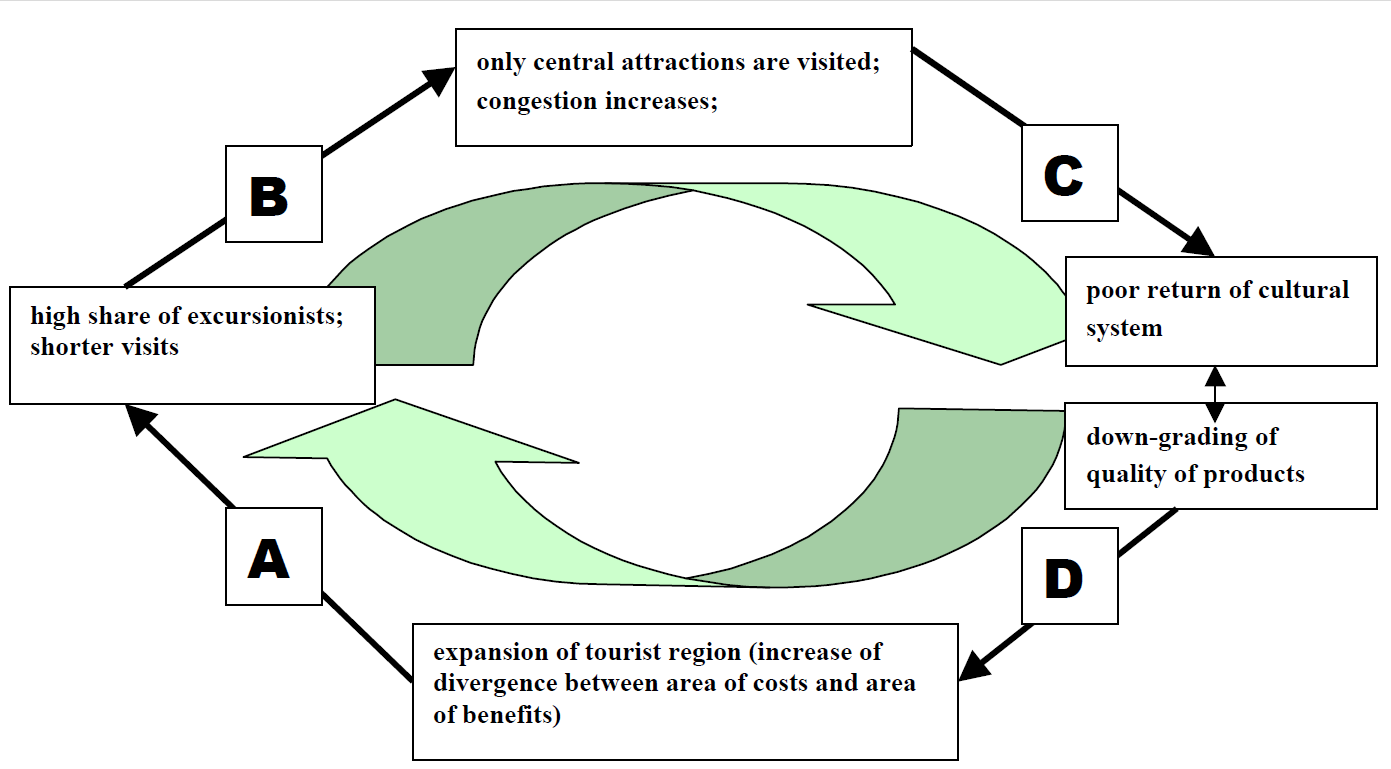 only central attractions are visited;
congestion increases;
B
C
high share of excursionists;
shorter visits
poor return of cultural
system
down-grading of
quality of products
A
D
expansion of tourist region (increase of
divergence between area of costs and area
of benefits)